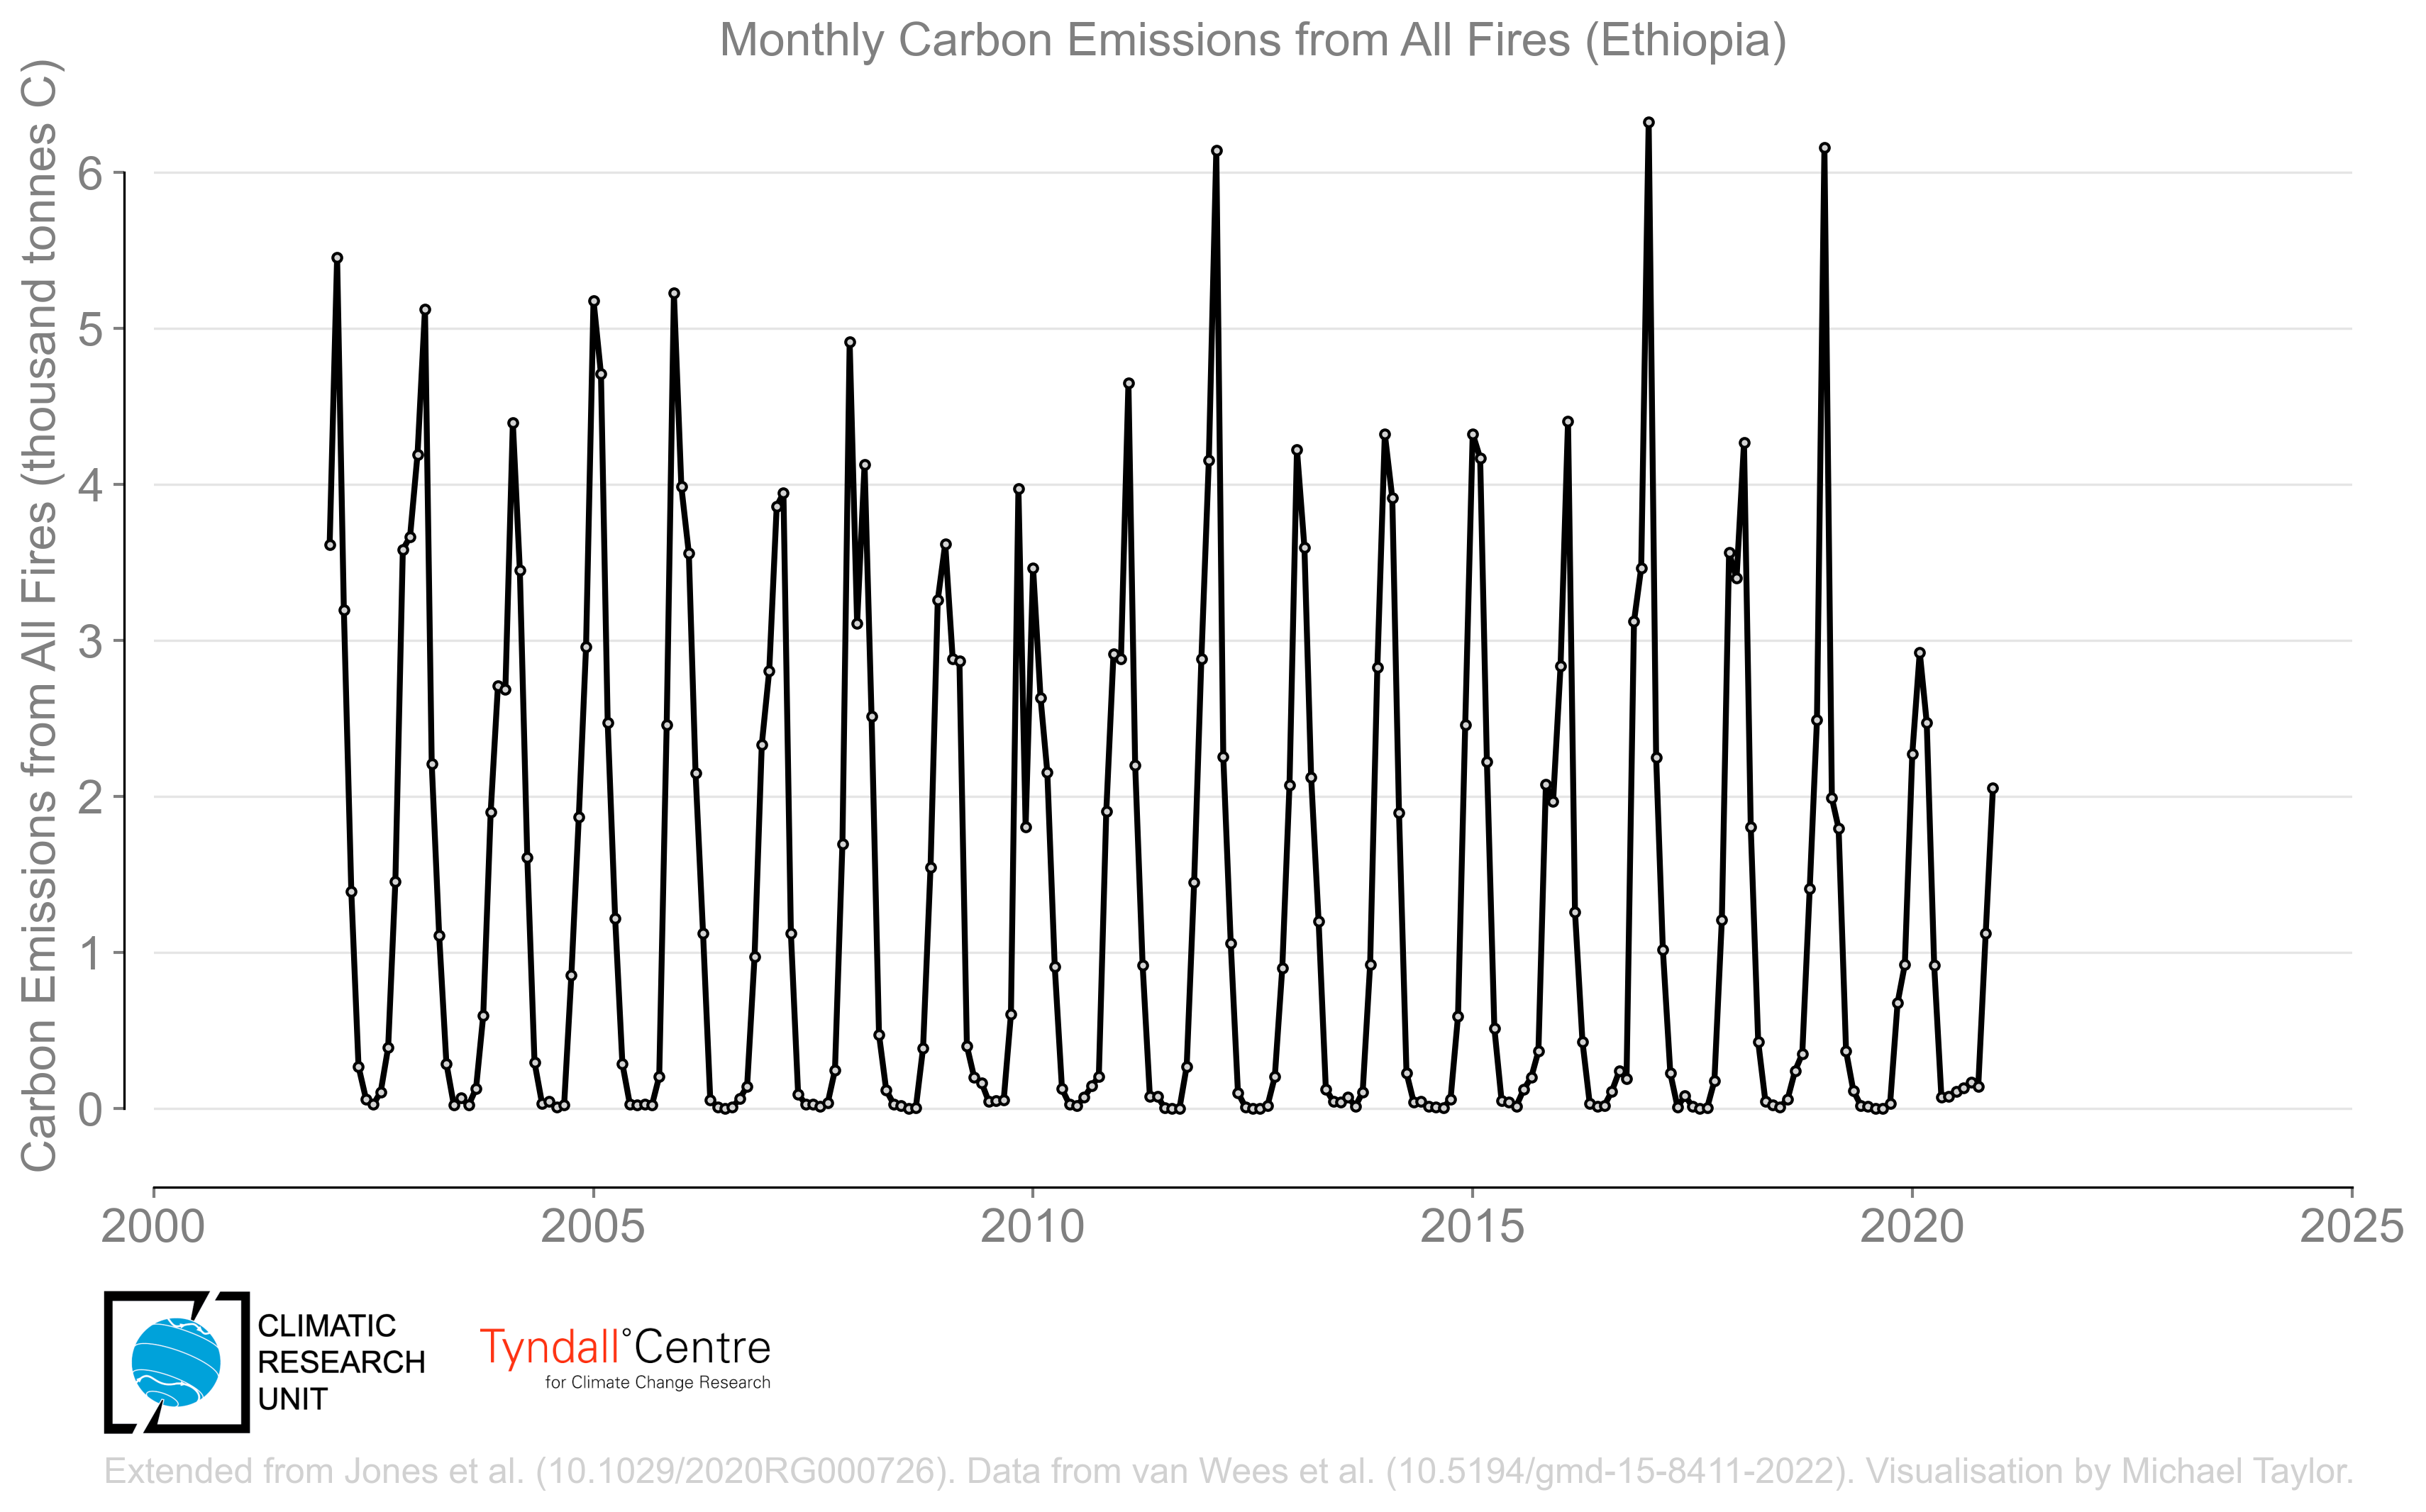 Monthly Carbon Emissions from All Fires (Ethiopia)
Carbon Emissions from All Fires (thousand tonnes C)
6
5
4
3
2
1
0
2000 2005 2010 2015 2020 2025
CLIMATIC
RESEARCH
UNIT
Tyndall°Centre
for Climate Change Research
Extended from Jones et al. (10.1029/2020RG000726). Data from van Wees et al. (10.5194/gmd-15-8411-2022). Visualisation by Michael Taylor.